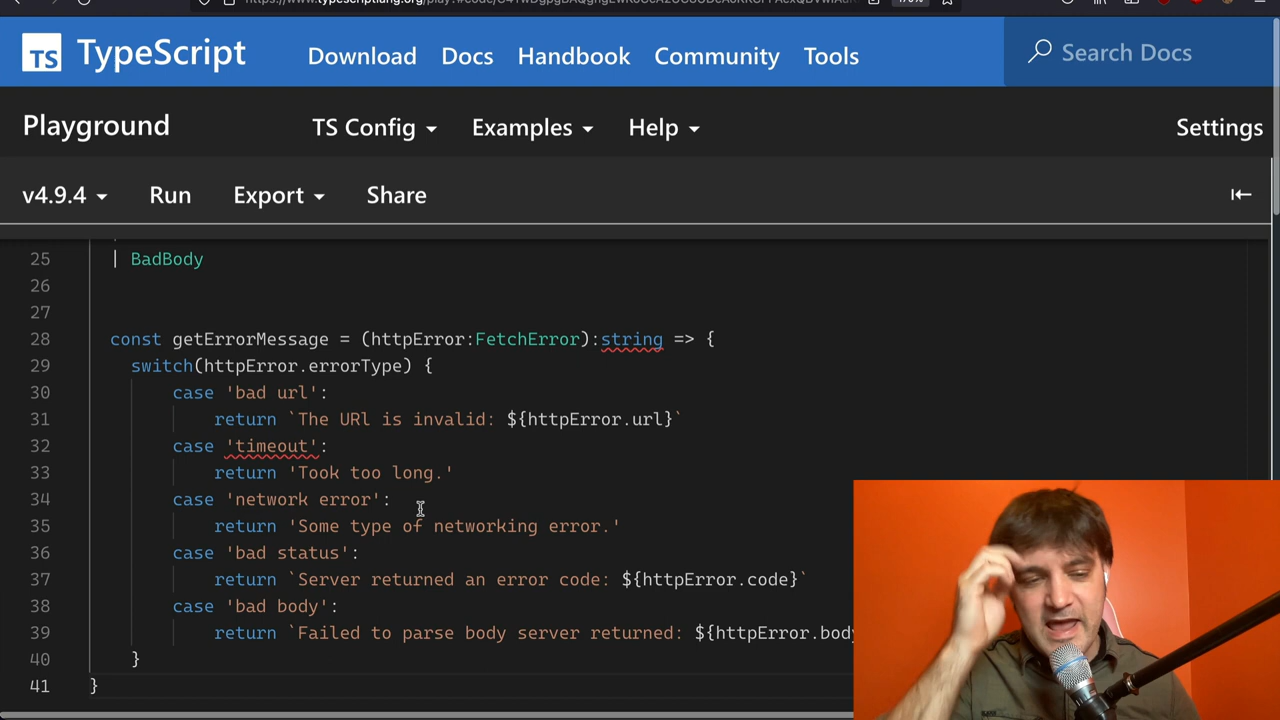 TS TypeScript Download Docs Handbook Community Tools Search Docs
Playground TS Config Examples Help Settings
v4.9.4 Run Export Share
25 | BadBody
26
27
28 const getErrorMessage = (httpError:FetchError):string => {
29 switch(httpError.errorType) {
30 case 'bad url':
31 return `The URl is invalid: ${httpError.url}`
32 case 'timeout':
33 return 'Took too long.'
34 case 'network error':
35 return 'Some type of networking error.'
36 case 'bad status':
37 return `Server returned an error code: ${httpError.code}`
38 case 'bad body':
39 return `Failed to parse body server returned: ${httpError.body
40 }
41 }